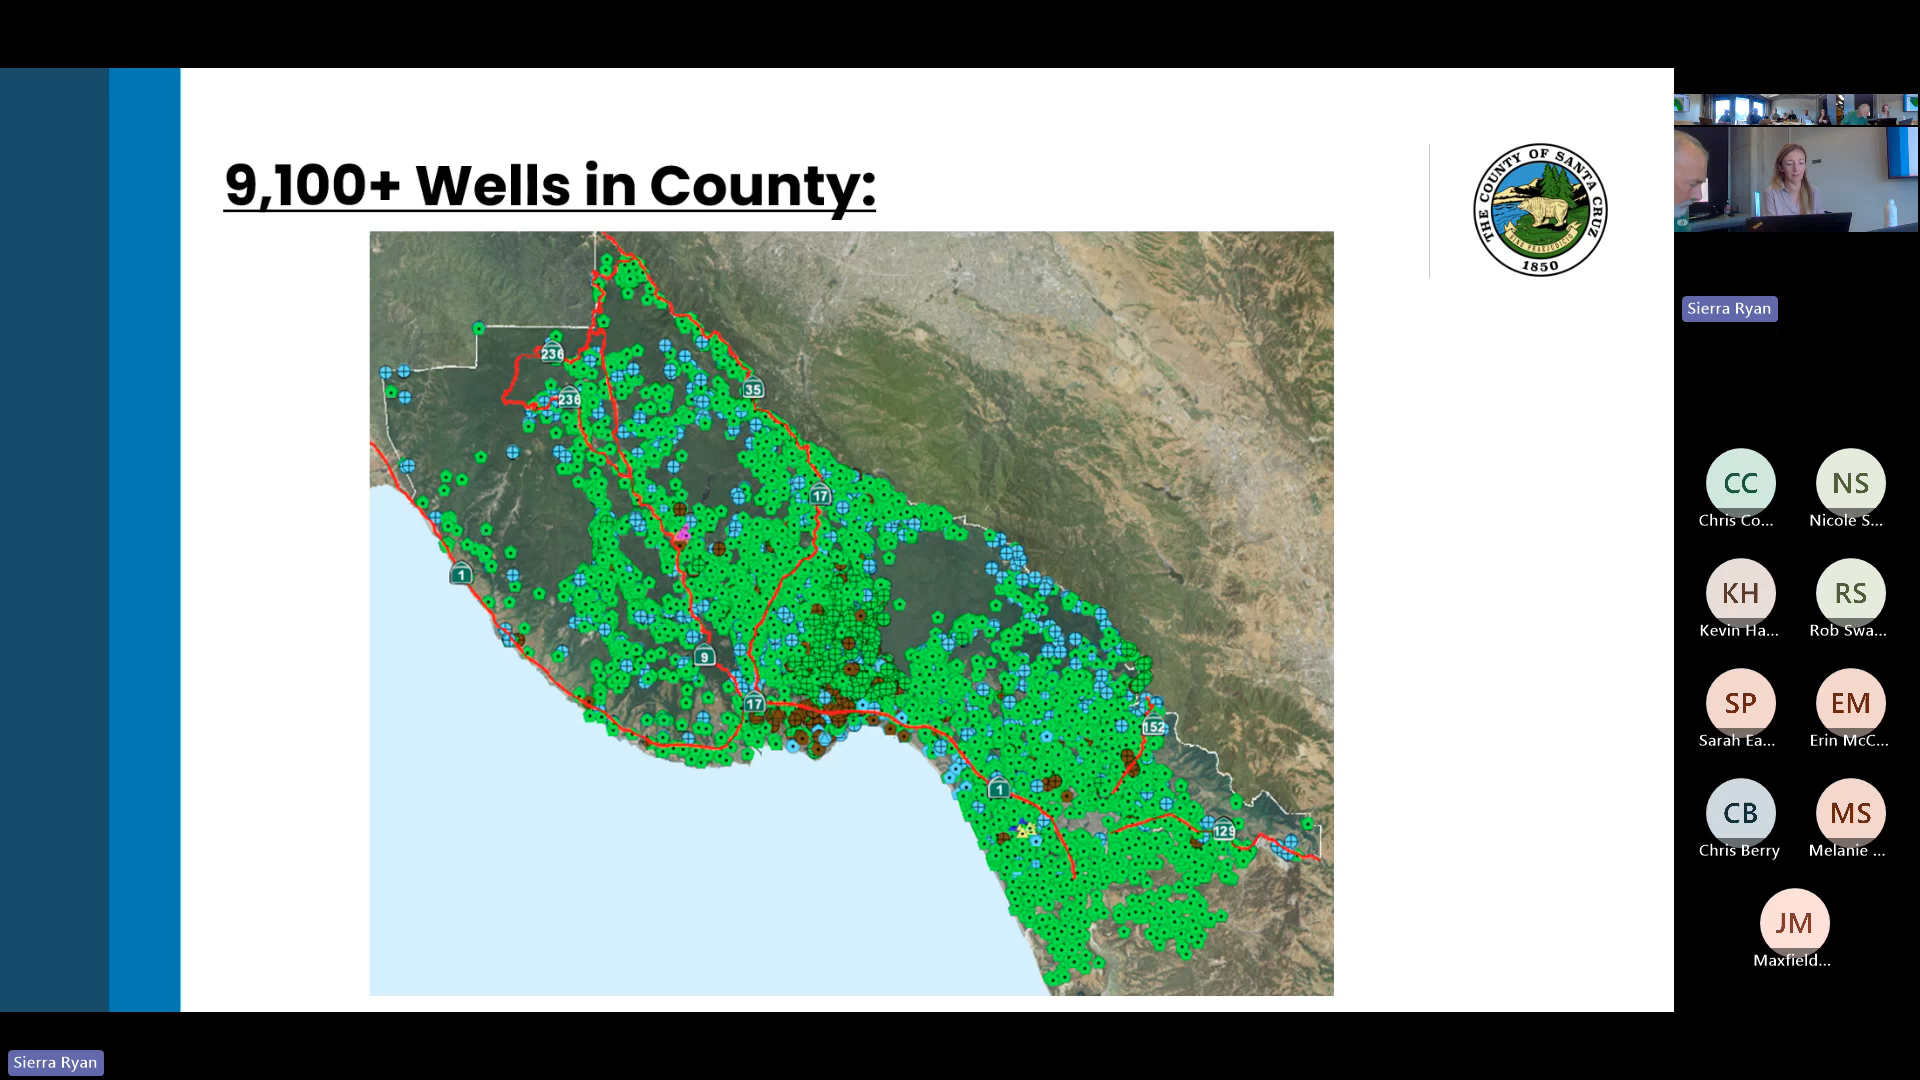 9,100+ Wells in County:
THE COUNTY OF SANTA CRUZ
SINE PRAEJUDICIO
1850
236
236
35
17
1
9
17
152
1
129
Sierra Ryan
CC
Chris Co...
NS
Nicole S...
KH
Kevin Ha...
RS
Rob Swa...
SP
Sarah Ea...
EM
Erin McC...
CB
Chris Berry
MS
Melanie ...
JM
Maxfield...
Sierra Ryan